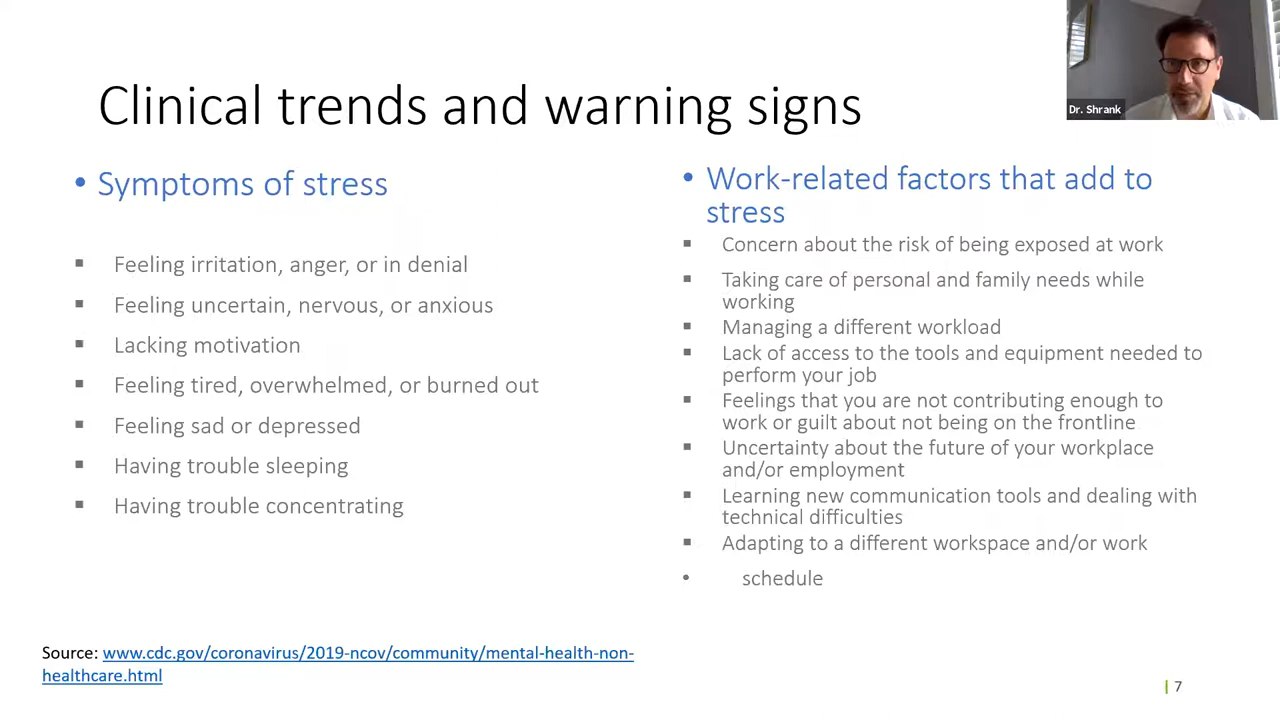 Clinical trends and warning signs
Dr. Shrank
• Symptoms of stress
▪ Feeling irritation, anger, or in denial
▪ Feeling uncertain, nervous, or anxious
▪ Lacking motivation
▪ Feeling tired, overwhelmed, or burned out
▪ Feeling sad or depressed
▪ Having trouble sleeping
▪ Having trouble concentrating
• Work-related factors that add to
stress
▪ Concern about the risk of being exposed at work
▪ Taking care of personal and family needs while
working
▪ Managing a different workload
▪ Lack of access to the tools and equipment needed to
perform your job
▪ Feelings that you are not contributing enough to
work or guilt about not being on the frontline
▪ Uncertainty about the future of your workplace
and/or employment
▪ Learning new communication tools and dealing with
technical difficulties
▪ Adapting to a different workspace and/or work
• schedule
Source: www.cdc.gov/coronavirus/2019-ncov/community/mental-health-non-
healthcare.html
7